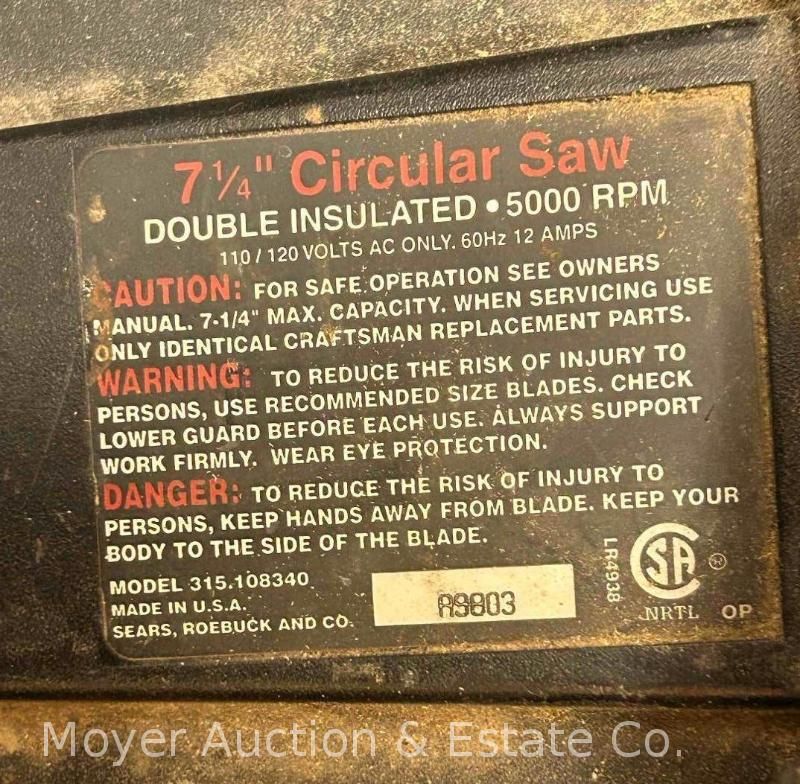 7 1/4" Circular Saw
DOUBLE INSULATED • 5000 RPM
110 / 120 VOLTS AC ONLY. 60Hz 12 AMPS
CAUTION: FOR SAFE OPERATION SEE OWNERS
MANUAL. 7-1/4" MAX. CAPACITY. WHEN SERVICING USE
ONLY IDENTICAL CRAFTSMAN REPLACEMENT PARTS.
WARNING: TO REDUCE THE RISK OF INJURY TO
PERSONS, USE RECOMMENDED SIZE BLADES. CHECK
LOWER GUARD BEFORE EACH USE. ALWAYS SUPPORT
WORK FIRMLY. WEAR EYE PROTECTION.
DANGER: TO REDUCE THE RISK OF INJURY TO
PERSONS, KEEP HANDS AWAY FROM BLADE. KEEP YOUR
BODY TO THE SIDE OF THE BLADE.
MODEL 315.108340
MADE IN U.S.A.
SEARS, ROEBUCK AND CO.
LR4938
SA ®
NRTL OP
Moyer Auction & Estate Co.